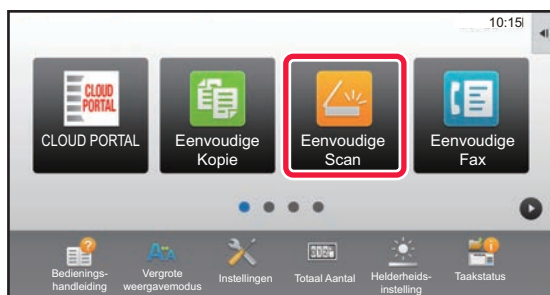 10:15
CLOUD
PORTAL
CLOUD PORTAL
Eenvoudige
Kopie
Eenvoudige
Scan
Eenvoudige
Fax
Bedienings-
handleiding
Vergrote
weergavemodus
Instellingen
Totaal Aantal
Helderheids-
instelling
Taakstatus